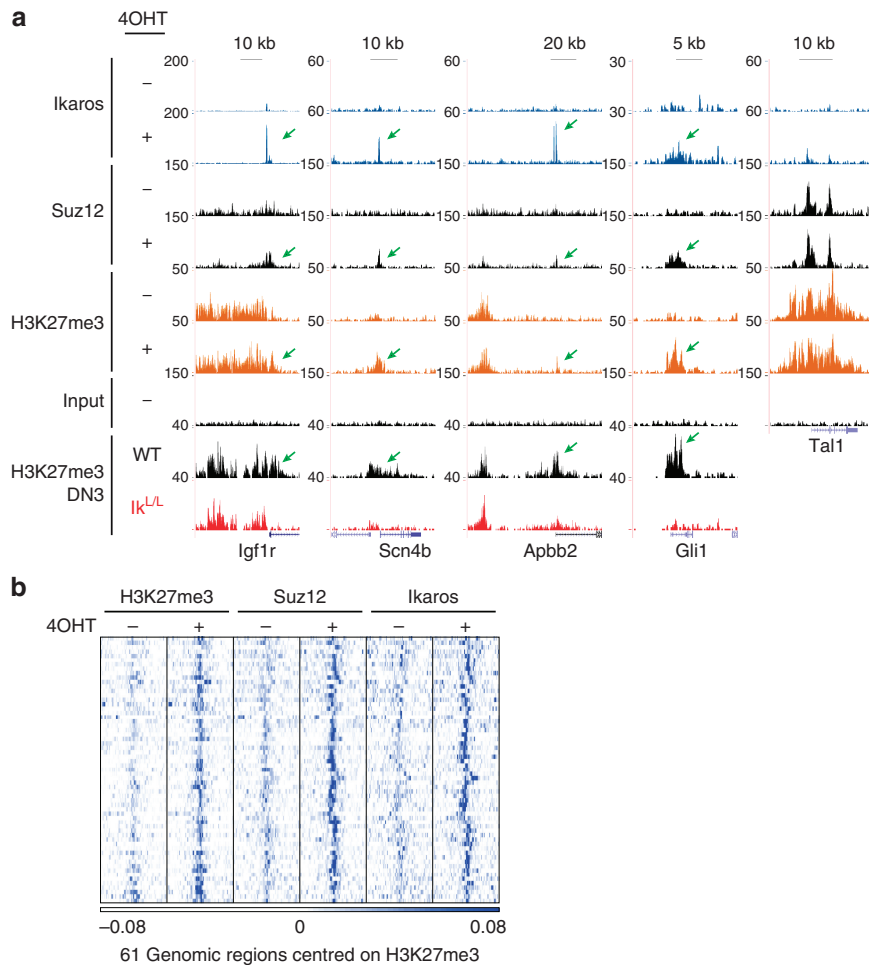 a
4OHT
10 kb 10 kb 20 kb 5 kb 10 kb
200 60 60 30 60
Ikaros
–
200 60 60 30 60
+
150 150 150 150 150
Suz12
–
150 150 150 150 150
+
50 50 50 50 50
H3K27me3
–
50 50 50 50 50
+
150 150 150 150 150
Input –
40 40 40 40
Tal1
H3K27me3
DN3
WT
40 40 40 40
Ik^L/L
Igf1r Scn4b Apbb2 Gli1
b
H3K27me3 Suz12 Ikaros
4OHT – + – + – +
–0.08 0 0.08
61 Genomic regions centred on H3K27me3